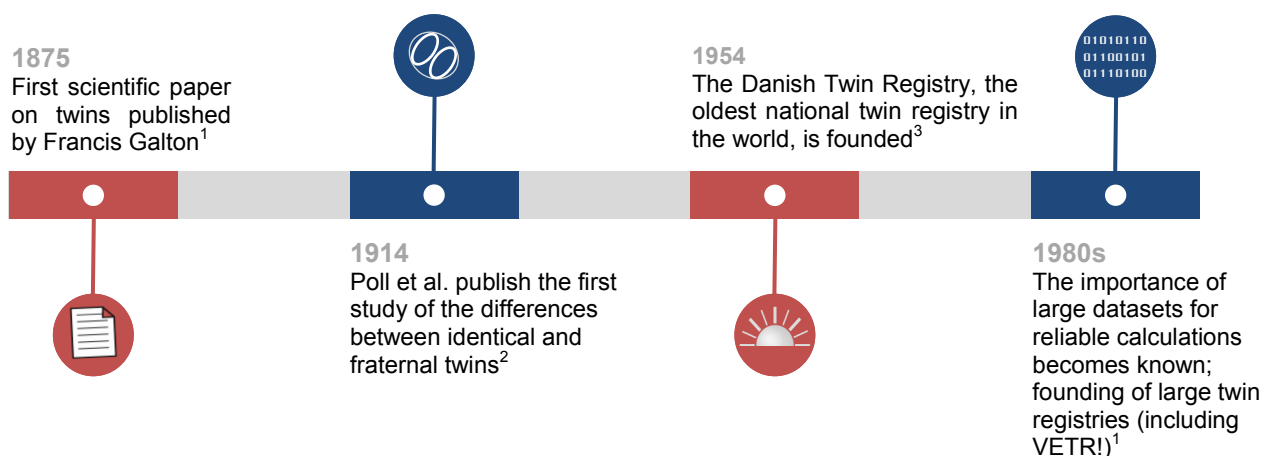 1875
First scientific paper
on twins published
by Francis Galton¹
1954
The Danish Twin Registry, the
oldest national twin registry in
the world, is founded³
01010110
01100101
01110100
1914
Poll et al. publish the first
study of the differences
between identical and
fraternal twins²
1980s
The importance of
large datasets for
reliable calculations
becomes known;
founding of large twin
registries (including
VETR!)¹